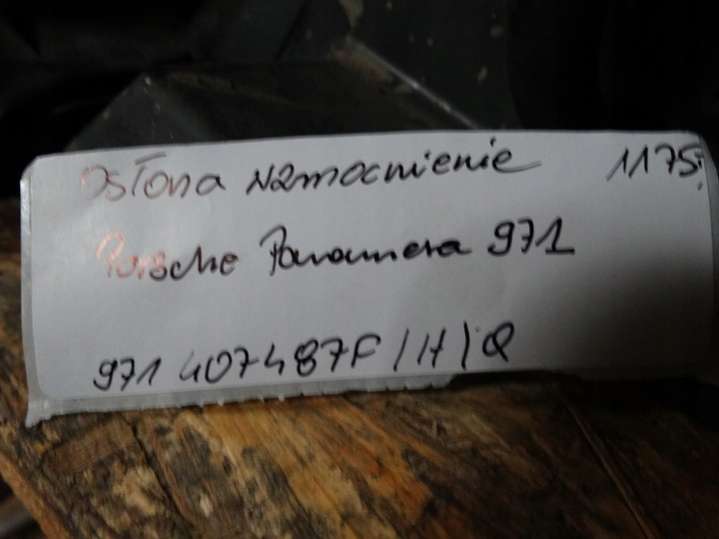 Osłona wzmocnienie 1175;
Porsche Panamera 971
971 407487F/H/Q